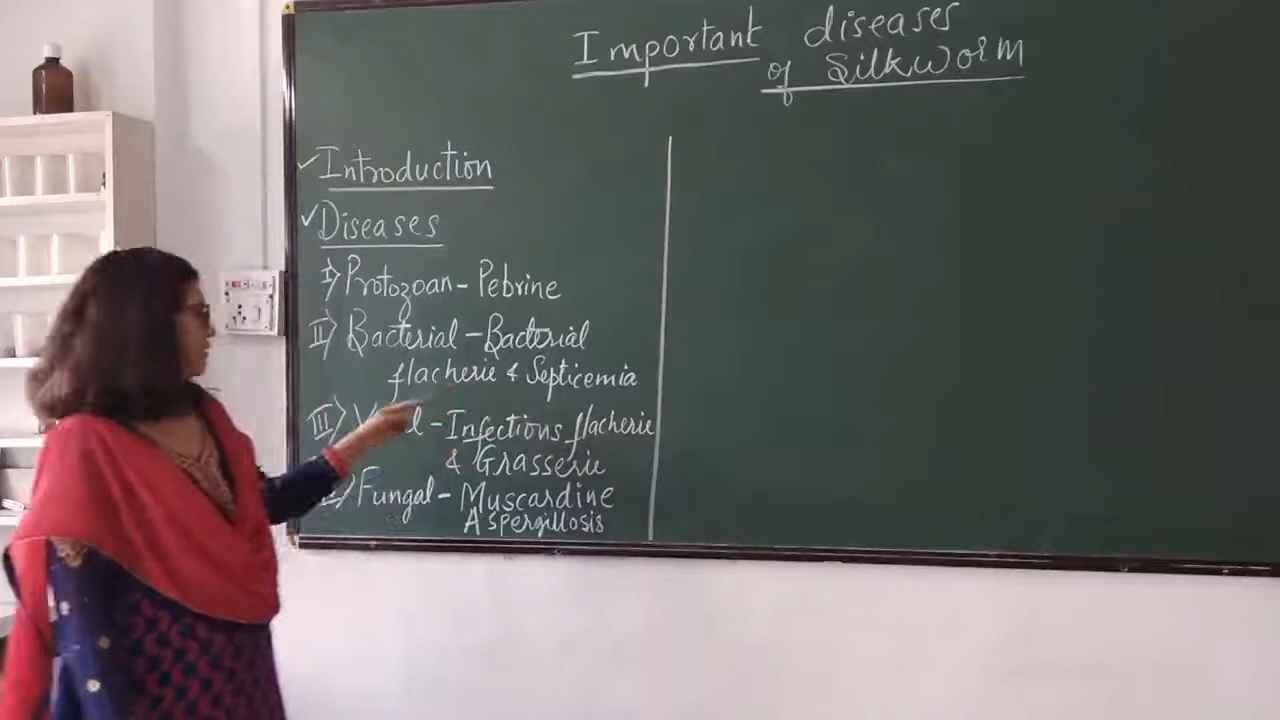 Important diseases
of Silkworm
Introduction
Diseases
I) Protozoan - Pebrine
II) Bacterial - Bacterial
flacherie & Septicemia
III) - Infections flacherie
& Grasserie
Fungal - Muscardine
Aspergillosis